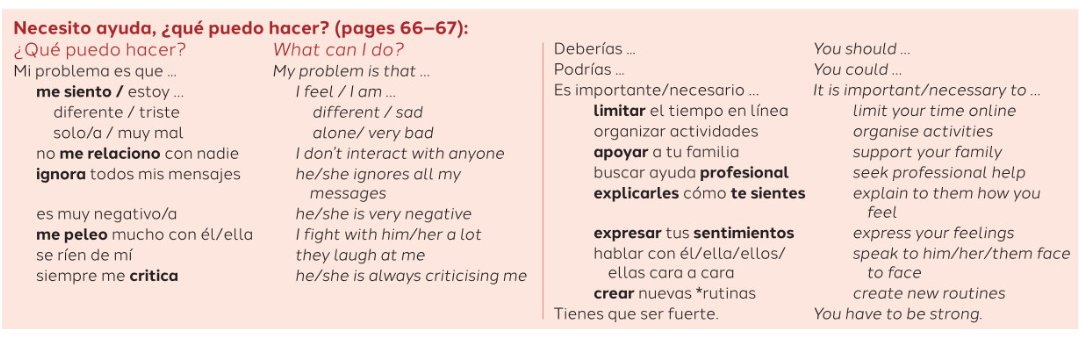 Necesito ayuda, ¿qué puedo hacer? (pages 66–67):
¿Qué puedo hacer? What can I do?
Mi problema es que ... My problem is that ...
me siento / estoy ... I feel / I am ...
diferente / triste different / sad
solo/a / muy mal alone/ very bad
no me relaciono con nadie I don't interact with anyone
ignora todos mis mensajes he/she ignores all my
messages
es muy negativo/a he/she is very negative
me peleo mucho con él/ella I fight with him/her a lot
se ríen de mí they laugh at me
siempre me critica he/she is always criticising me
Deberías ... You should ...
Podrías ... You could ...
Es importante/necesario ... It is important/necessary to ...
limitar el tiempo en línea limit your time online
organizar actividades organise activities
apoyar a tu familia support your family
buscar ayuda profesional seek professional help
explicarles cómo te sientes explain to them how you
feel
expresar tus sentimientos express your feelings
hablar con él/ella/ellos/ speak to him/her/them face
ellas cara a cara to face
crear nuevas *rutinas create new routines
Tienes que ser fuerte. You have to be strong.